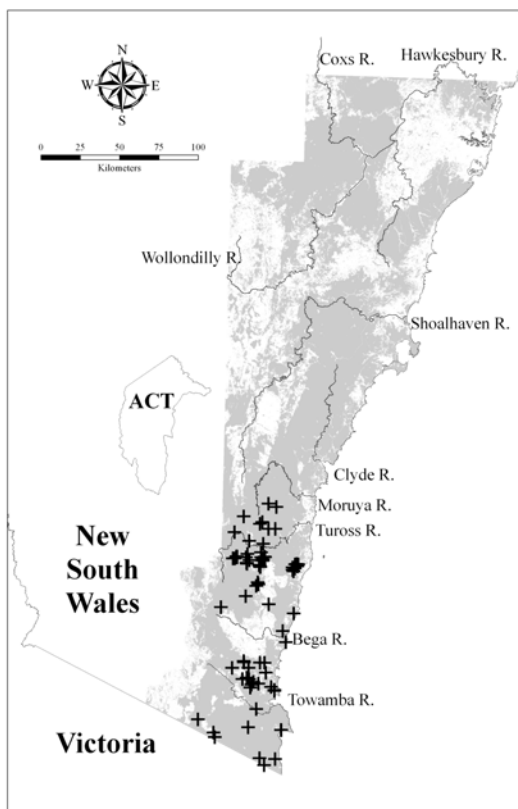 Coxs R.
Hawkesbury R.
N
W
E
S
0 25 50 75 100
Kilometers
Wollondilly R.
Shoalhaven R.
ACT
Clyde R.
Moruya R.
Tuross R.
New
South
Wales
Bega R.
Towamba R.
Victoria